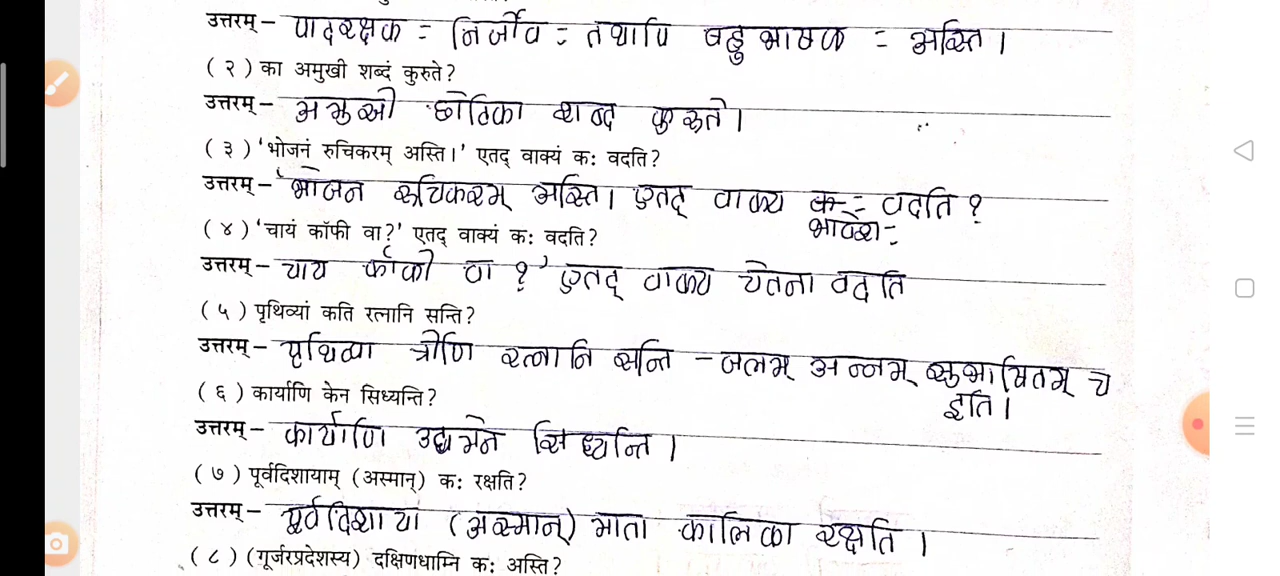 उत्तरम् – पादरक्षक = निर्जीव = तथापि बहुभाषक = अस्ति ।
( २ ) का अमुखी शब्दं कुरुते ?
उत्तरम् – अमुखी छोटिका शब्द कुरुते ।
( ३ ) 'भोजनं रुचिकरम् अस्ति ।' एतद् वाक्यं कः वदति ?
उत्तरम् – 'भोजन रुचिकरम् अस्ति । एतद् वाक्य क = वदति ?
भावेश =
( ४ ) 'चायं कॉफी वा ?' एतद् वाक्यं कः वदति ?
उत्तरम् – चाय कॉफी वा ?' एतद् वाक्य चेतना वदति
( ५ ) पृथिव्यां कति रत्नानि सन्ति ?
उत्तरम् – पृथिव्या त्रीणि रत्नानि सन्ति – जलम् अन्नम् सुभाषितम् च
इति ।
( ६ ) कार्याणि केन सिध्यन्ति ?
उत्तरम् – कार्याणि उद्यमेन सिध्यन्ति ।
( ७ ) पूर्वदिशायाम् (अस्मान्) कः रक्षति ?
उत्तरम् – पूर्वदिशायां (अस्मान्) माता कालिका रक्षति ।
( ८ ) (गूर्जरप्रदेशस्य) दक्षिणधाम्नि कः अस्ति ?